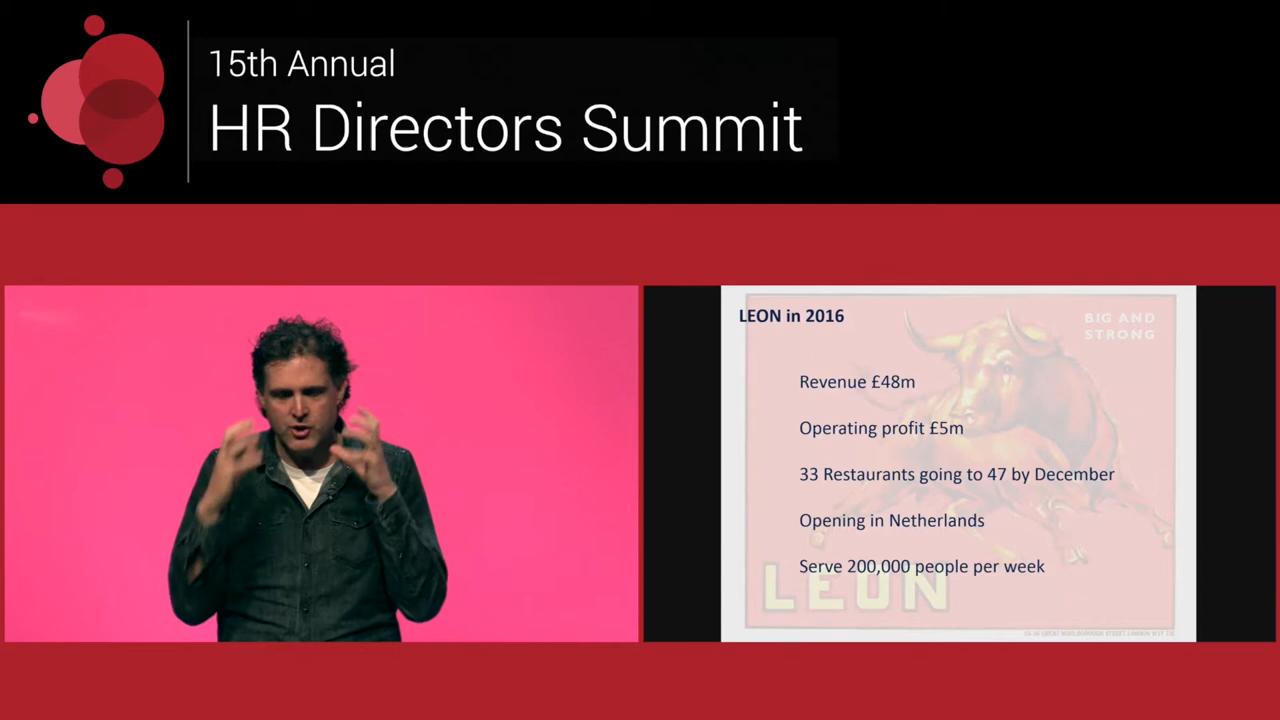 15th Annual
HR Directors Summit
LEON in 2016
BIG AND
STRONG
Revenue £48m
Operating profit £5m
33 Restaurants going to 47 by December
Opening in Netherlands
Serve 200,000 people per week
LEON